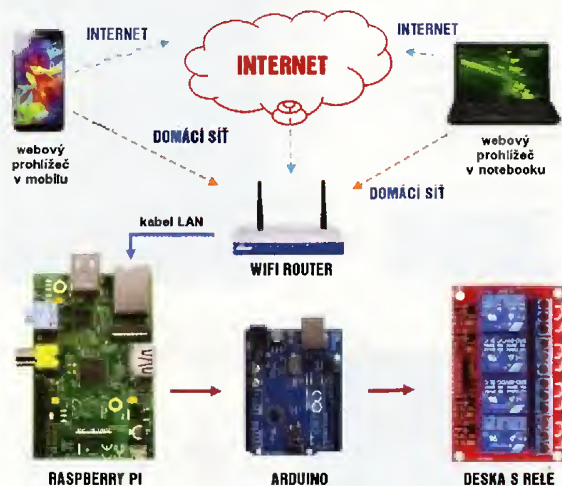 INTERNET
INTERNET
INTERNET
DOMÁCÍ SÍŤ
webový
prohlížeč
v mobilu
webový
prohlížeč
v notebooku
DOMÁCÍ SÍŤ
kabel LAN
WIFI ROUTER
RASPBERRY PI
ARDUINO
DESKA S RELÉ